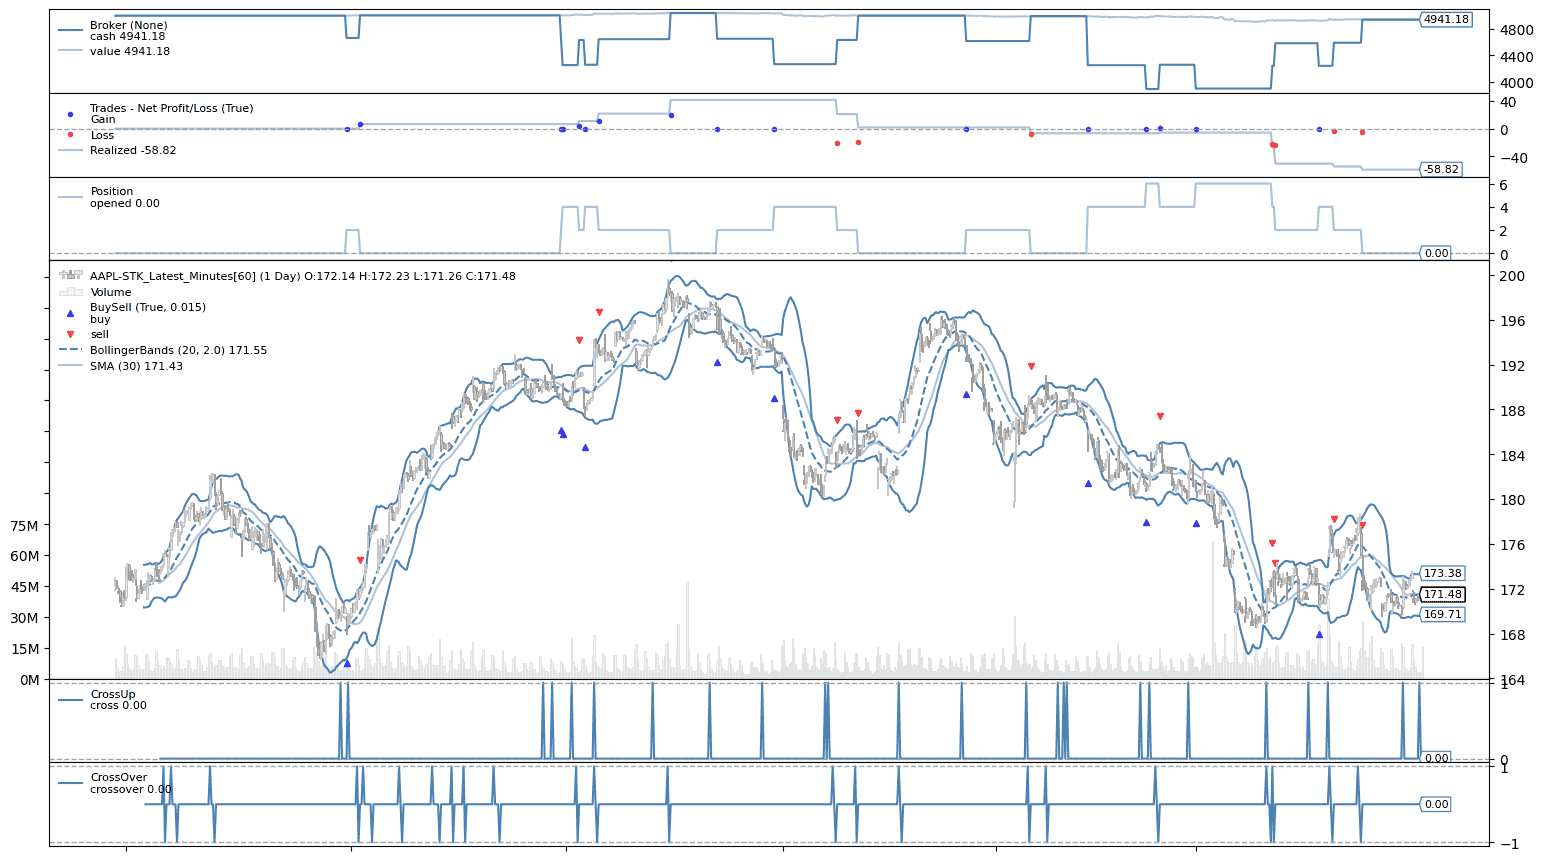 Broker (None)
cash 4941.18
value 4941.18
4941.18
4800
4400
4000
Trades - Net Profit/Loss (True)
Gain
Loss
Realized -58.82
40
0
−40
-58.82
Position
opened 0.00
6
4
2
0
0.00
AAPL-STK_Latest_Minutes[60] (1 Day) O:172.14 H:172.23 L:171.26 C:171.48
Volume
BuySell (True, 0.015)
buy
sell
BollingerBands (20, 2.0) 171.55
SMA (30) 171.43
200
196
192
188
184
180
176
172
168
164
75M
60M
45M
30M
15M
0M
173.38
171.48
169.71
CrossUp
cross 0.00
1
0
0.00
CrossOver
crossover 0.00
1
0.00
−1